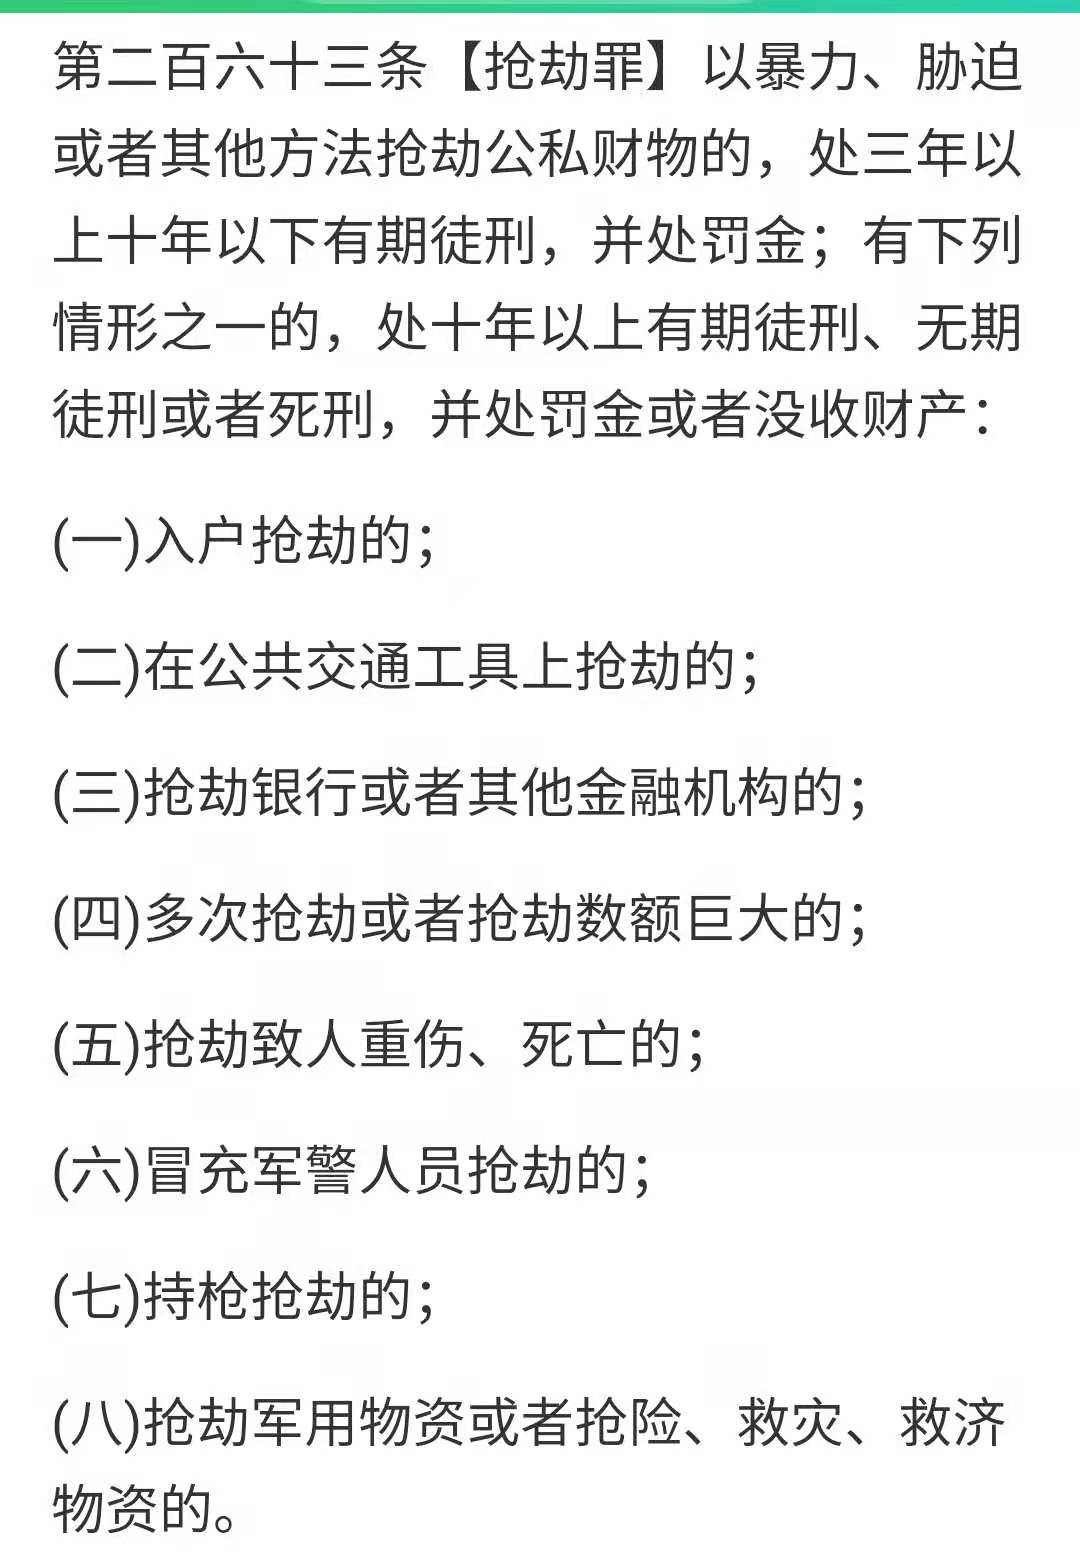 第二百六十三条【抢劫罪】以暴力、胁迫
或者其他方法抢劫公私财物的，处三年以
上十年以下有期徒刑，并处罚金；有下列
情形之一的，处十年以上有期徒刑、无期
徒刑或者死刑，并处罚金或者没收财产：
(一)入户抢劫的；
(二)在公共交通工具上抢劫的；
(三)抢劫银行或者其他金融机构的；
(四)多次抢劫或者抢劫数额巨大的；
(五)抢劫致人重伤、死亡的；
(六)冒充军警人员抢劫的；
(七)持枪抢劫的；
(八)抢劫军用物资或者抢险、救灾、救济
物资的。